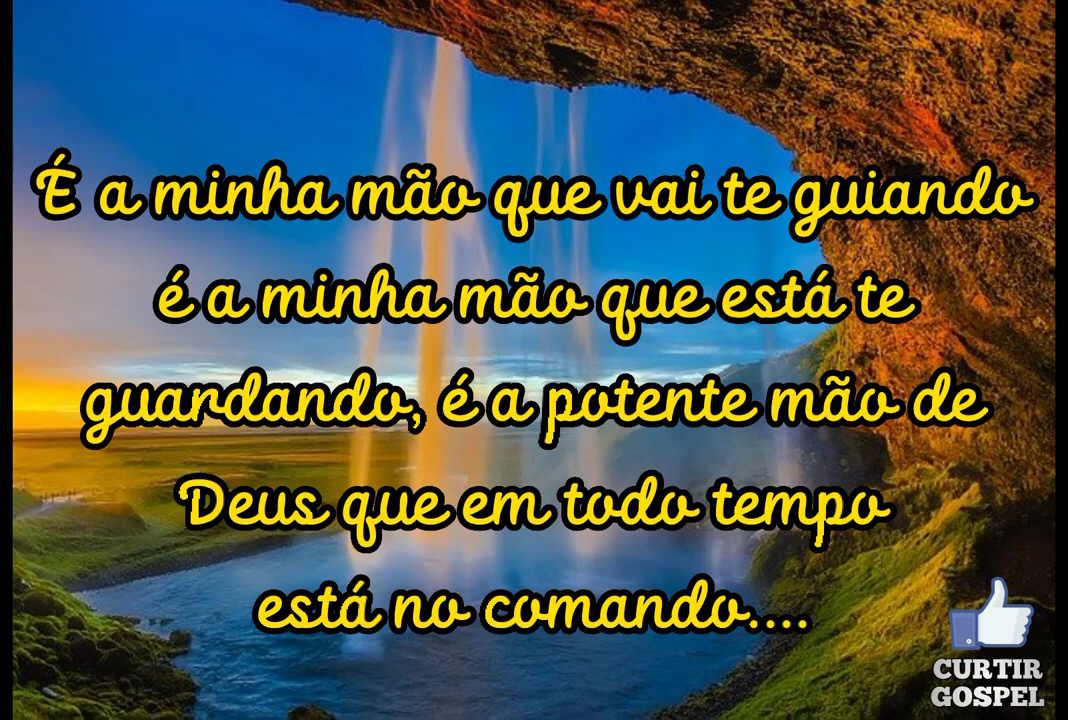 É a minha mão que vai te guiando
é a minha mão que está te
guardando, é a potente mão de
Deus que em todo tempo
está no comando....
CURTIR
GOSPEL